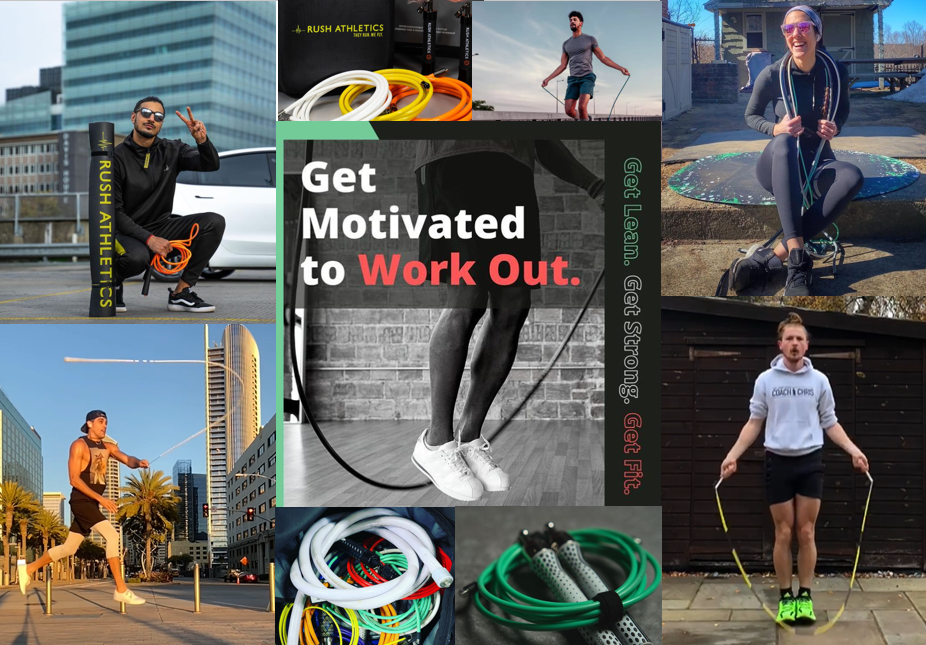 RUSH ATHLETICS
THEY RUN. WE FLY.
RUSH ATHLETICS
Get
Motivated
to Work Out.
Get Lean. Get Strong. Get Fit.
COACH CHRIS